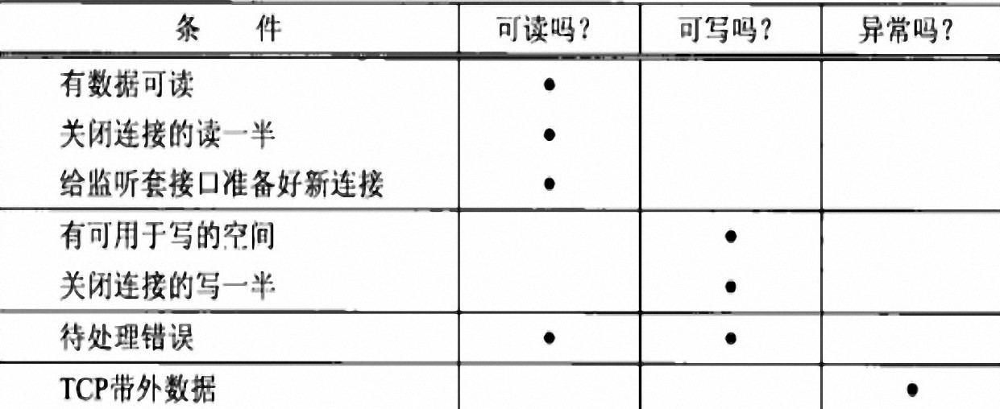 条 件 可读吗? 可写吗? 异常吗?
有数据可读 ●
关闭连接的读一半 ●
给监听套接口准备好新连接 ●
有可用于写的空间 ●
关闭连接的写一半 ●
待处理错误 ● ●
TCP带外数据 ●